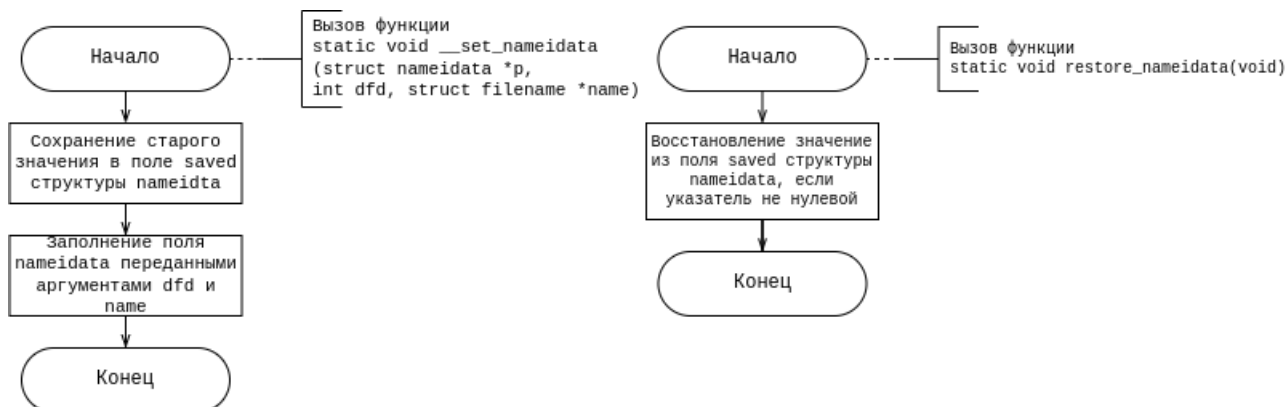 Начало
Вызов функции
static void __set_nameidata
(struct nameidata *p,
int dfd, struct filename *name)
Сохранение старого
значения в поле saved
структуры nameidta
Заполнение поля
nameidata переданными
аргументами dfd и
name
Конец
Начало
Вызов функции
static void restore_nameidata(void)
Восстановление значение
из поля saved структуры
nameidata, если
указатель не нулевой
Конец